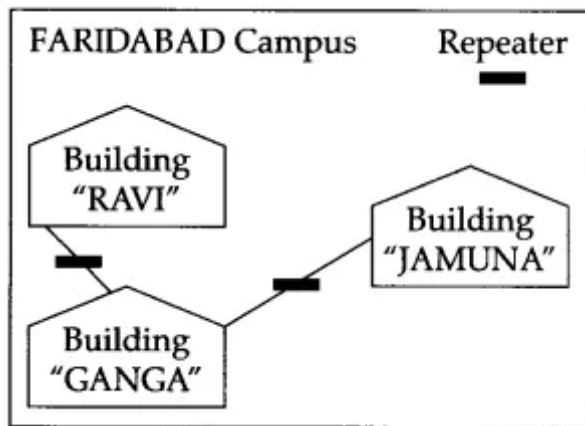 FARIDABAD Campus
Repeater
Building
“RAVI”
Building
“JAMUNA”
Building
“GANGA”